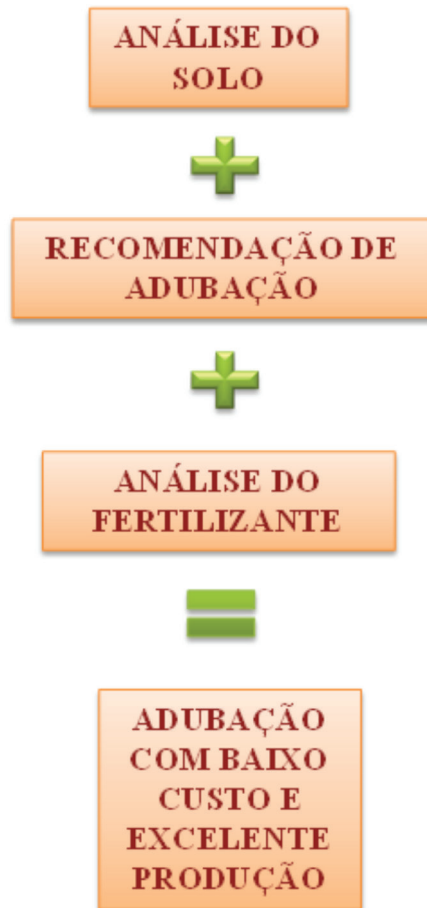 ANÁLISE DO
SOLO
RECOMENDAÇÃO DE
ADUBAÇÃO
ANÁLISE DO
FERTILIZANTE
ADUBAÇÃO
COM BAIXO
CUSTO E
EXCELENTE
PRODUÇÃO